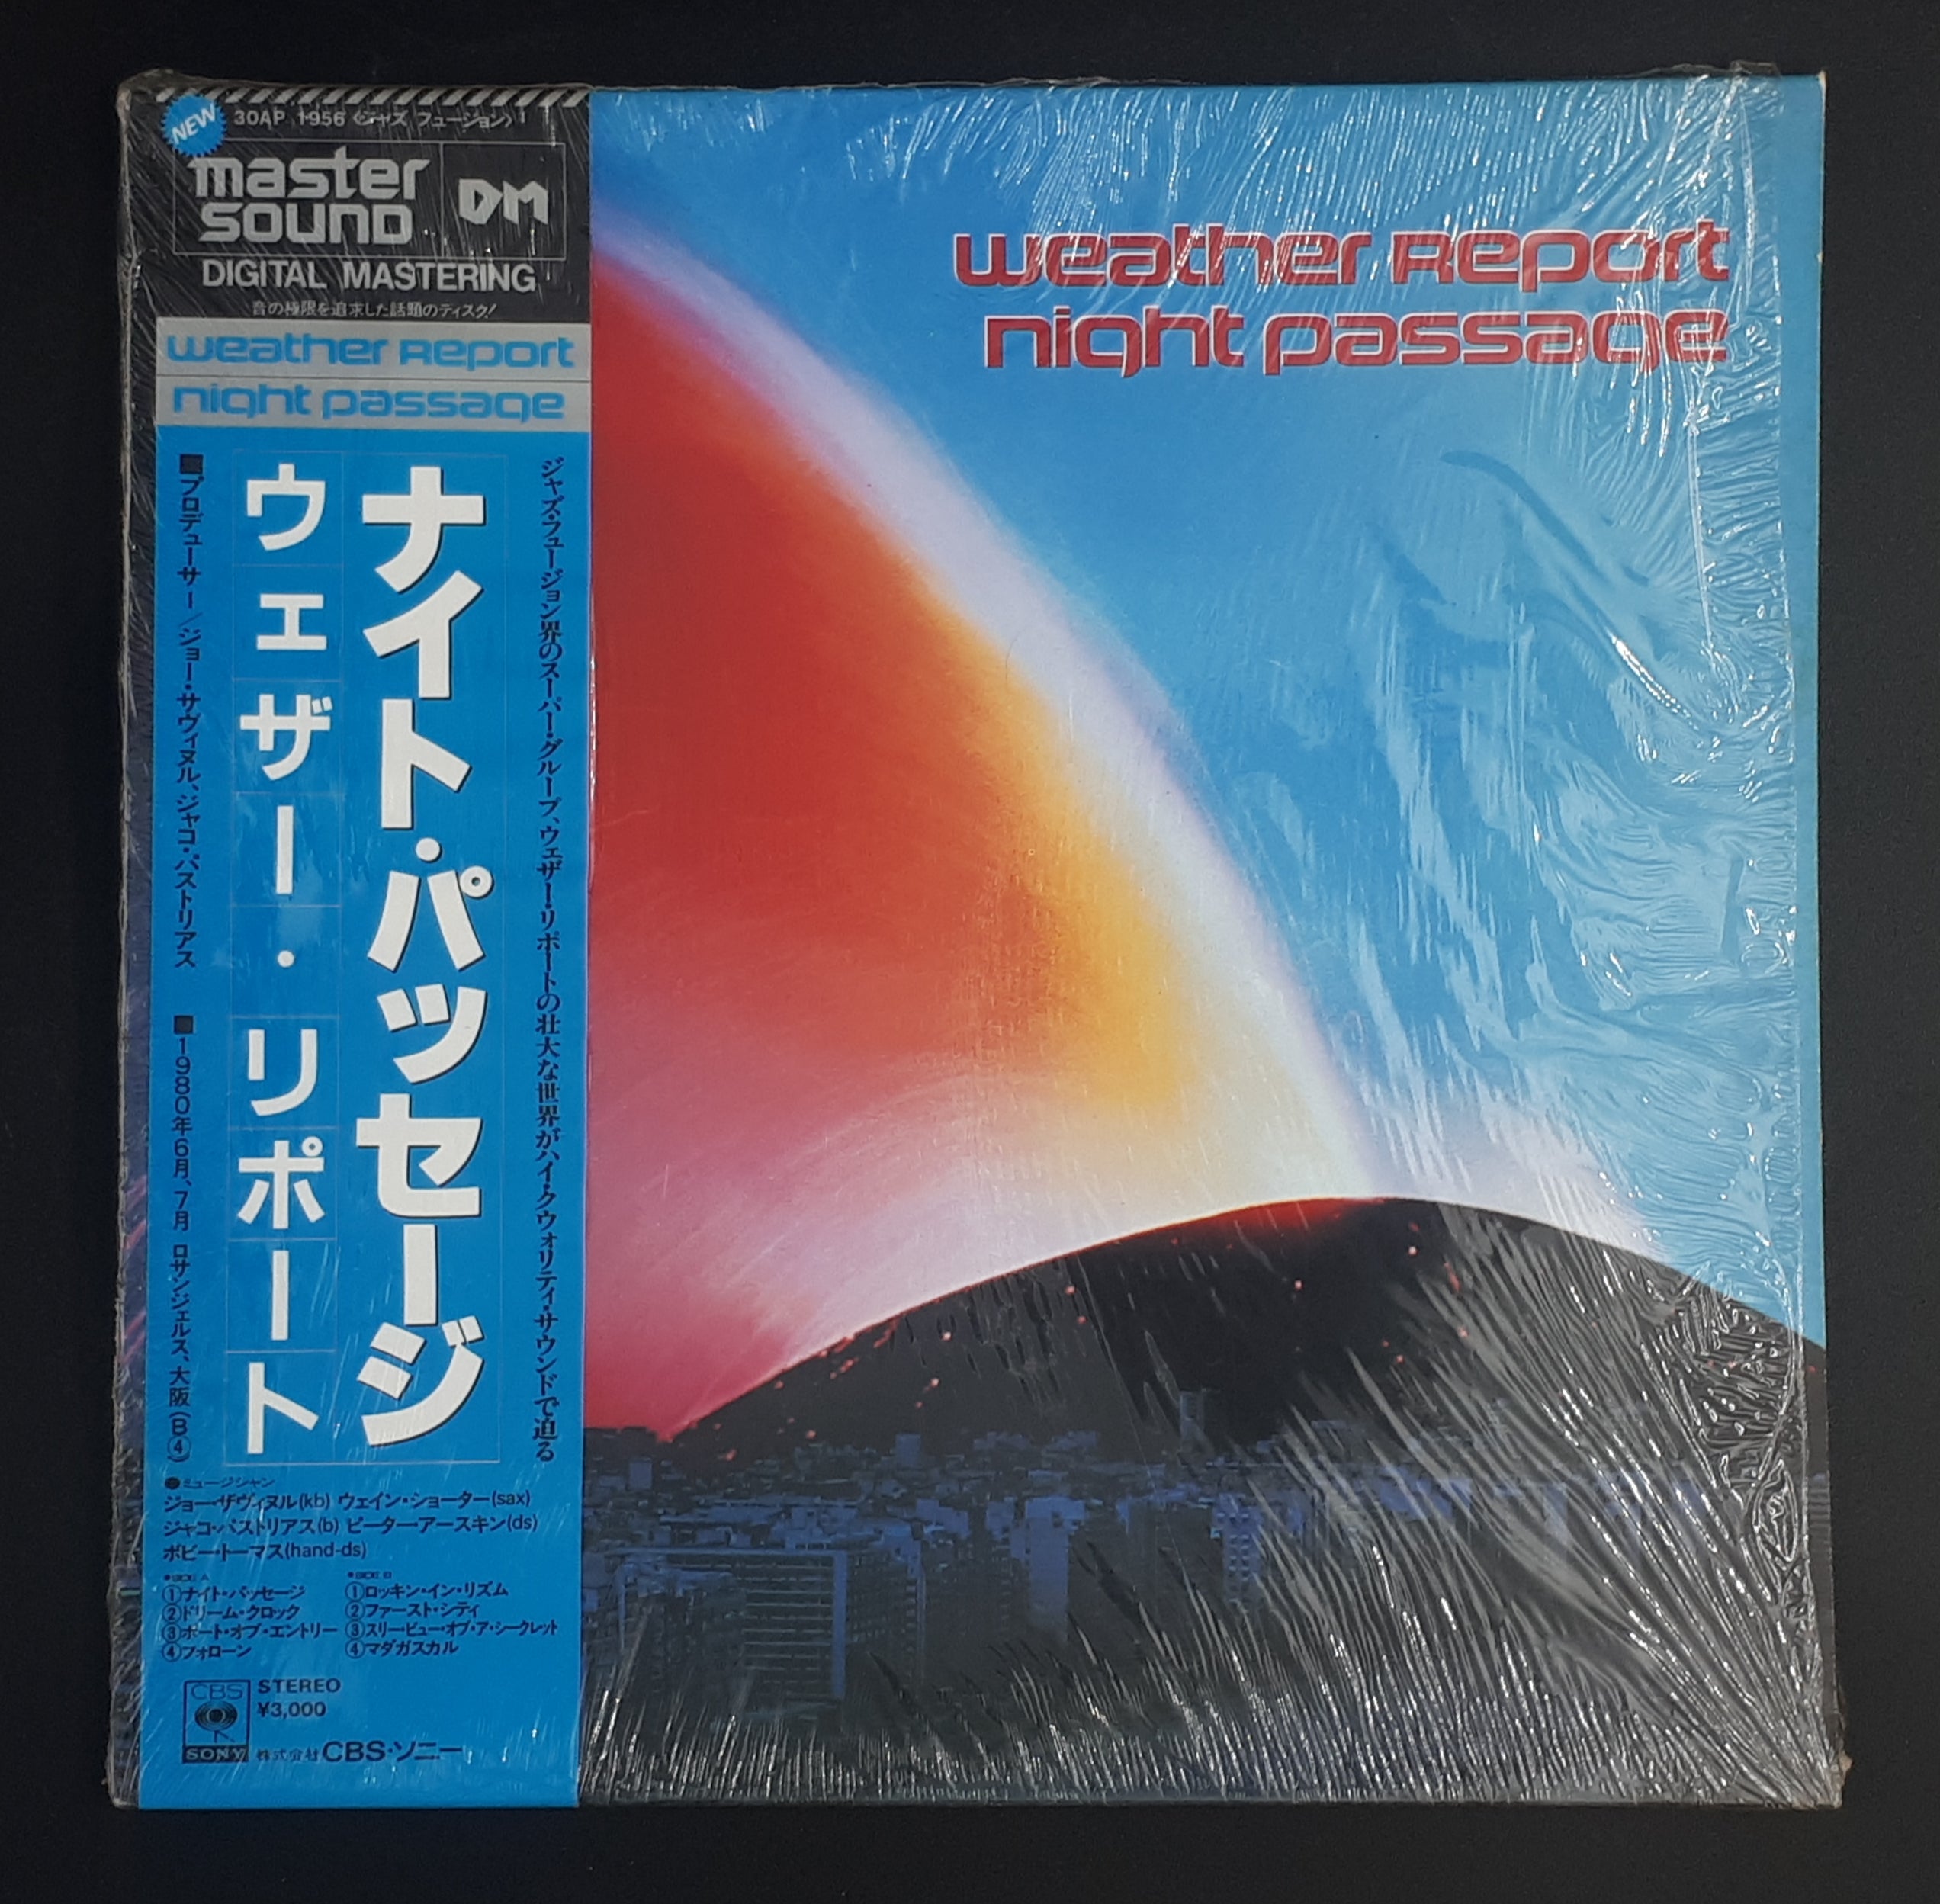 NEW
30AP 1956 〈ジャズ フュージョン〉
master
SOUND
DM
DIGITAL MASTERING
音の極限を追求した話題のディスク!
weather report
night passage
weather report
night passage
ジャズ・フュージョン界のスーパー・グループ、ウェザー・リポートの壮大な世界がハイ・クウォリティ・サウンドで迫る
ナイト・パッセージ
ウェザー・リポート
■プロデューサー/ジョー・サヴィヌル、ジャコ・パストリアス ■1980年6月、7月 ロサンジェルス、大阪(B④)
●ミュージシャン
ジョー・ザヴィヌル(kb) ウェイン・ショーター(sax)
ジャコ・パストリアス(b) ピーター・アースキン(ds)
ボビー・トーマス(hand-ds)
●SIDE A
①ナイト・パッセージ
②ドリーム・クロック
③ポート・オブ・エントリー
④フォローン
●SIDE B
①ロッキン・イン・リズム
②ファースト・シティ
③スリー・ビュー・オブ・ア・シークレット
④マダガスカル
CBS
SONY
STEREO
¥3,000
株式会社CBS・ソニー